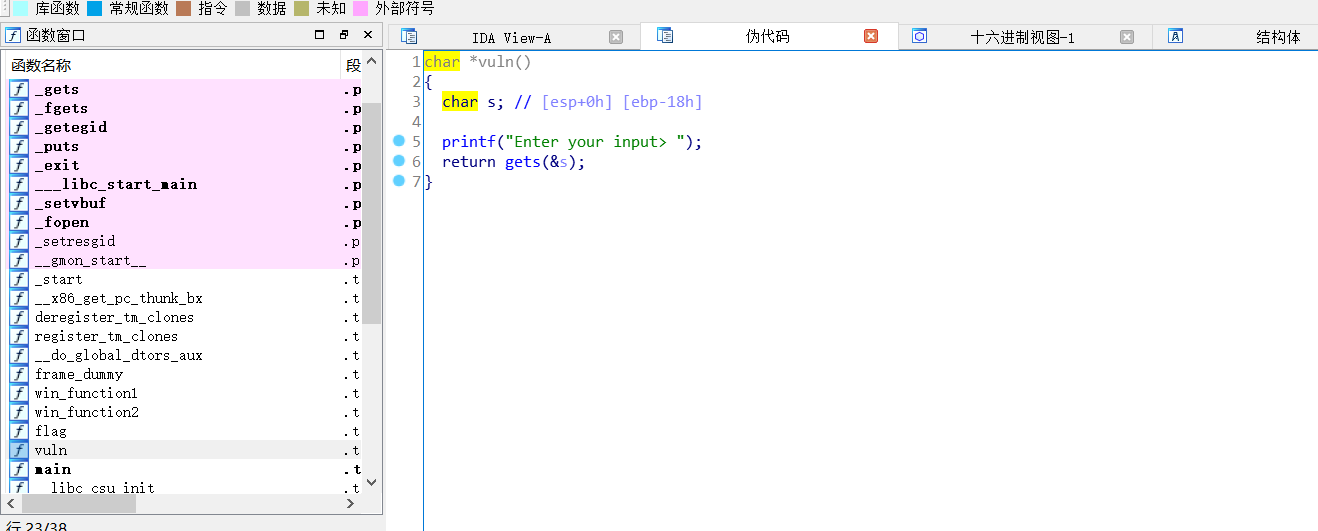 库函数 常规函数 指令 数据 未知 外部符号
函数窗口
函数名称 段
_gets .p
_fgets .p
_getegid .p
_puts .p
_exit .p
___libc_start_main .p
_setvbuf .p
_fopen .p
_setresgid .p
__gmon_start__ .p
_start .t
__x86_get_pc_thunk_bx .t
deregister_tm_clones .t
register_tm_clones .t
__do_global_dtors_aux .t
frame_dummy .t
win_function1 .t
win_function2 .t
flag .t
vuln .t
main .t
__libc_csu_init .t
行 23/38
IDA View-A 伪代码 十六进制视图-1 结构体
1 char *vuln()
2 {
3 char s; // [esp+0h] [ebp-18h]
4
5 printf("Enter your input> ");
6 return gets(&s);
7 }